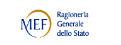 MEF
Ragioneria
Generale
dello Stato